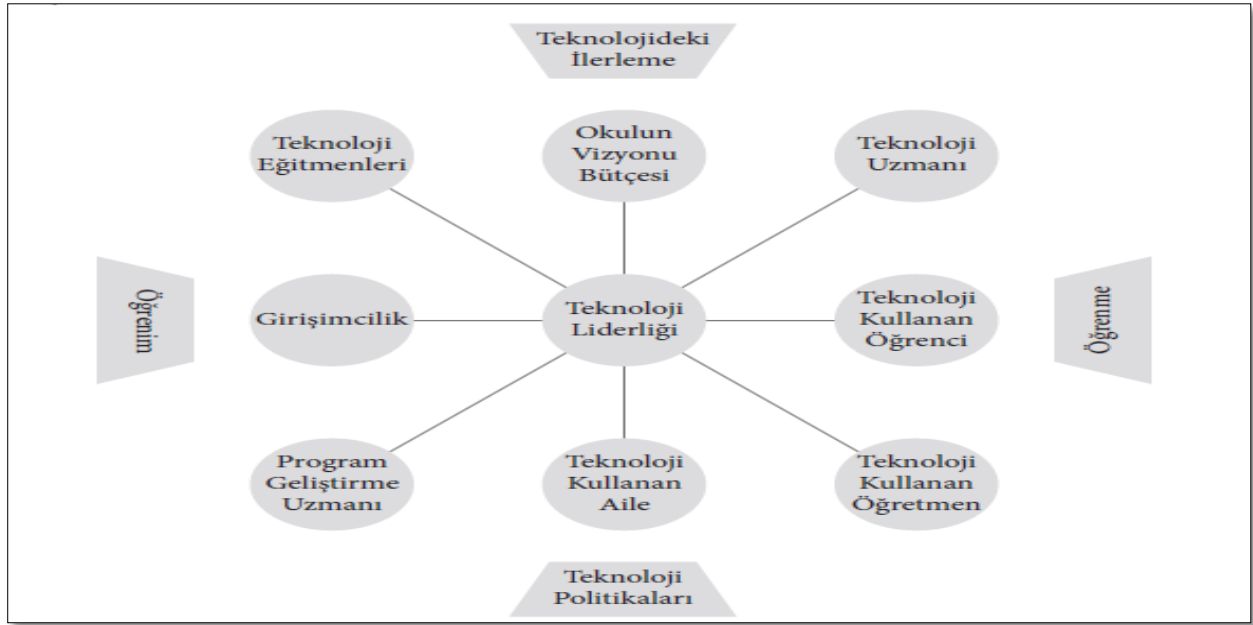 Teknolojideki
İlerleme
Teknoloji
Eğitmenleri
Okulun
Vizyonu
Bütçesi
Teknoloji
Uzmanı
Öğrenim
Girişimcilik
Teknoloji
Liderliği
Teknoloji
Kullanan
Öğrenci
Öğrenme
Program
Geliştirme
Uzmanı
Teknoloji
Kullanan
Aile
Teknoloji
Kullanan
Öğretmen
Teknoloji
Politikaları